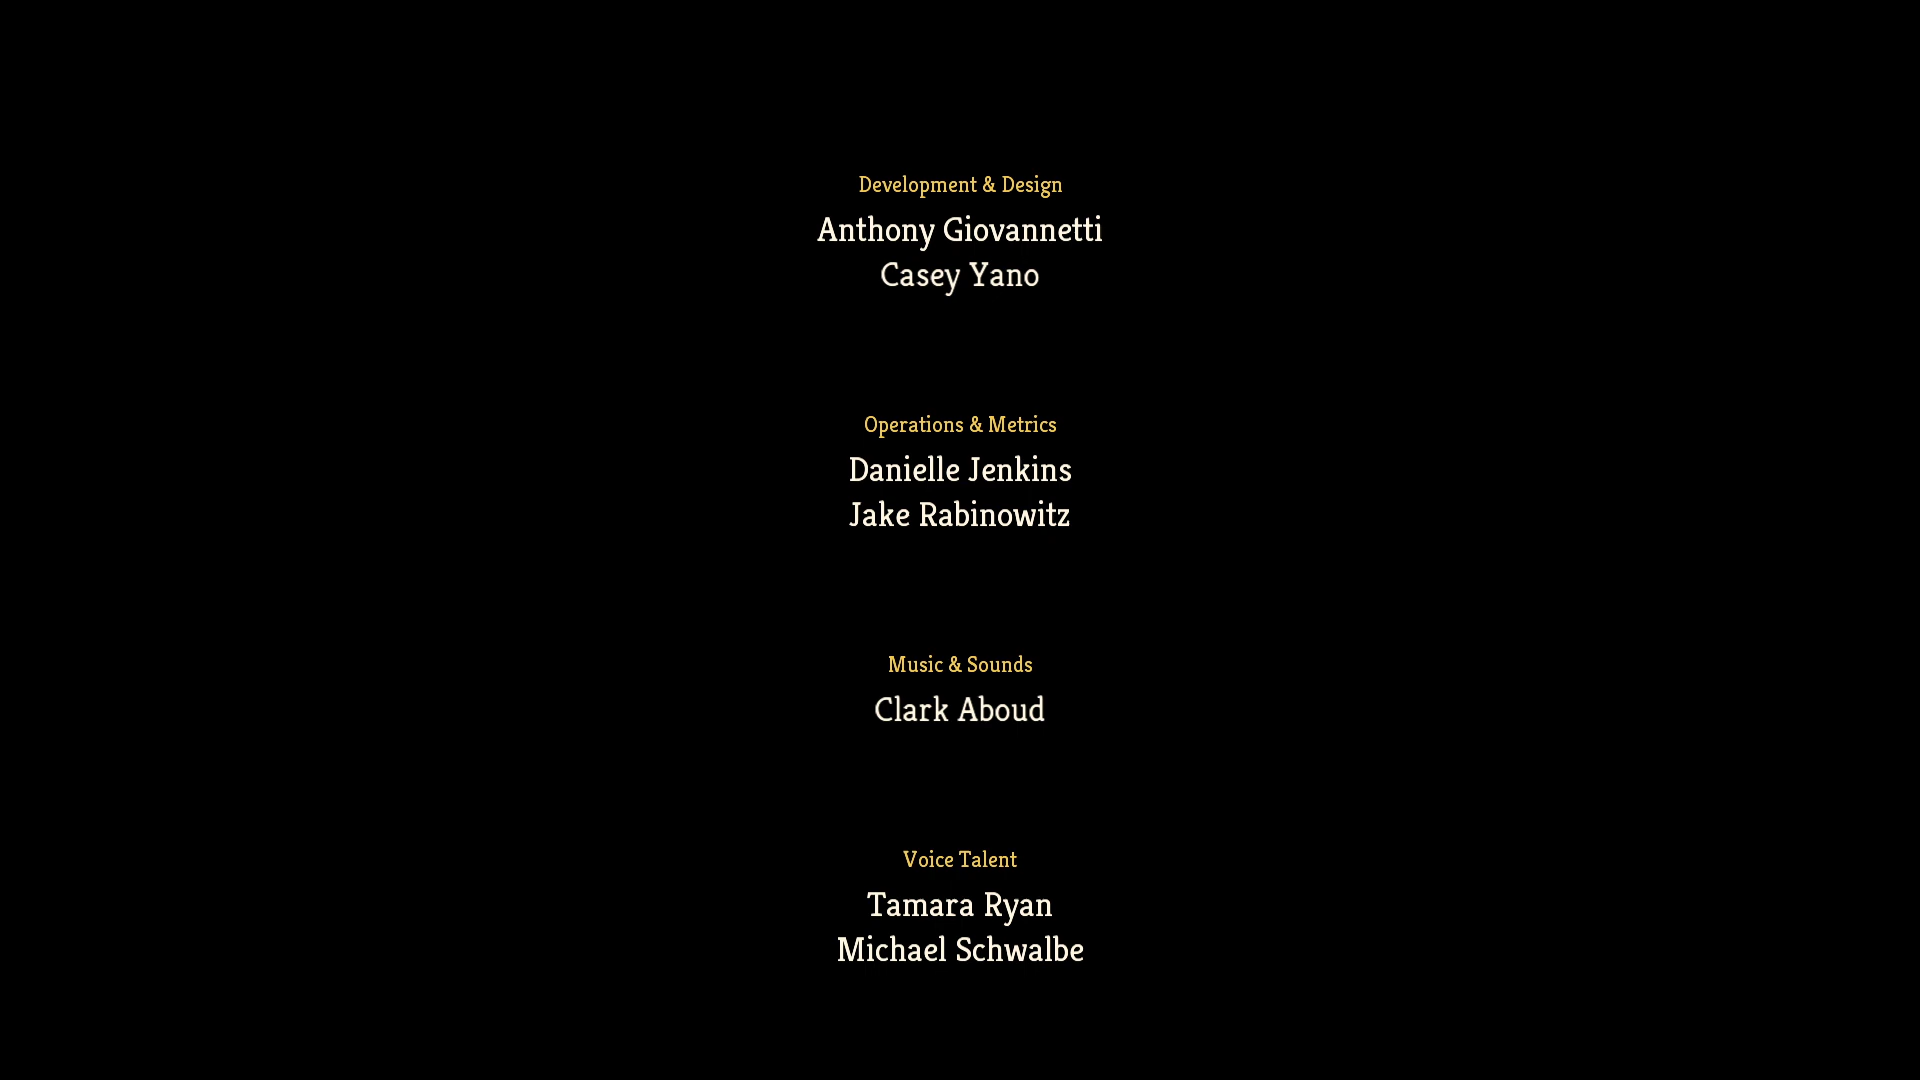 Development & Design
Anthony Giovannetti
Casey Yano
Operations & Metrics
Danielle Jenkins
Jake Rabinowitz
Music & Sounds
Clark Aboud
Voice Talent
Tamara Ryan
Michael Schwalbe